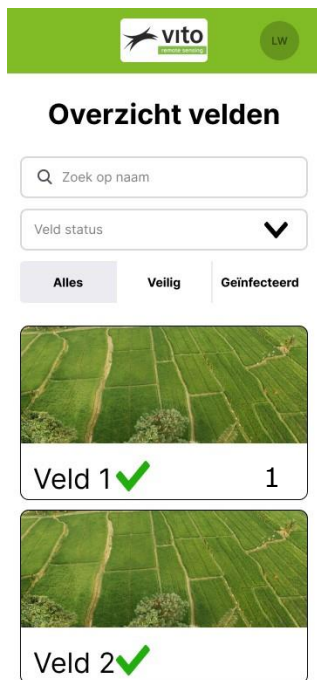 vito
remote sensing
LW
Overzicht velden
Zoek op naam
Veld status
Alles Veilig Geïnfecteerd
Veld 1 1
Veld 2